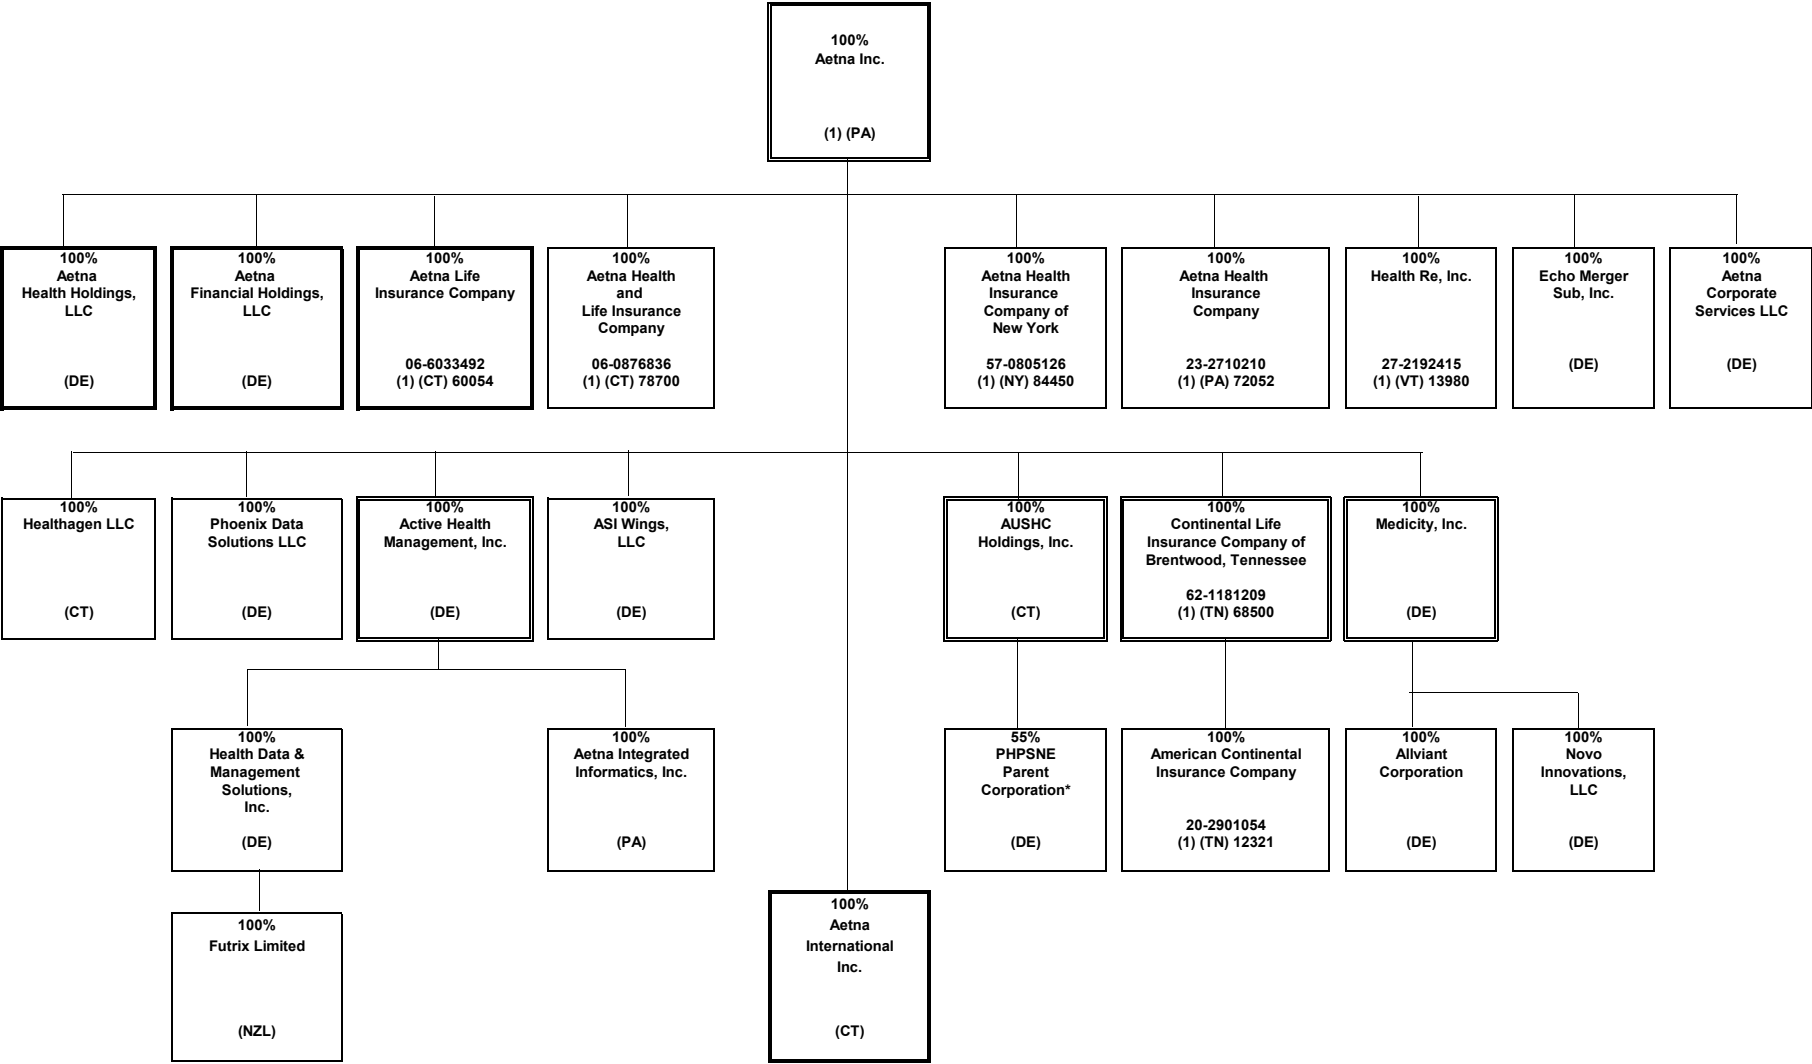 100%
Aetna Inc.
(1) (PA)
100%
Aetna
Health Holdings,
LLC
(DE)
100%
Aetna
Financial Holdings,
LLC
(DE)
100%
Aetna Life
Insurance Company
06-6033492
(1) (CT) 60054
100%
Aetna Health
and
Life Insurance
Company
06-0876836
(1) (CT) 78700
100%
Aetna Health
Insurance
Company of
New York
57-0805126
(1) (NY) 84450
100%
Aetna Health
Insurance
Company
23-2710210
(1) (PA) 72052
100%
Health Re, Inc.
27-2192415
(1) (VT) 13980
100%
Echo Merger
Sub, Inc.
(DE)
100%
Aetna
Corporate
Services LLC
(DE)
100%
Healthagen LLC
(CT)
100%
Phoenix Data
Solutions LLC
(DE)
100%
Active Health
Management, Inc.
(DE)
100%
ASI Wings,
LLC
(DE)
100%
AUSHC
Holdings, Inc.
(CT)
100%
Continental Life
Insurance Company of
Brentwood, Tennessee
62-1181209
(1) (TN) 68500
100%
Medicity, Inc.
(DE)
100%
Health Data &
Management
Solutions,
Inc.
(DE)
100%
Aetna Integrated
Informatics, Inc.
(PA)
55%
PHPSNE
Parent
Corporation*
(DE)
100%
American Continental
Insurance Company
20-2901054
(1) (TN) 12321
100%
Allviant
Corporation
(DE)
100%
Novo
Innovations,
LLC
(DE)
100%
Futrix Limited
(NZL)
100%
Aetna
International
Inc.
(CT)